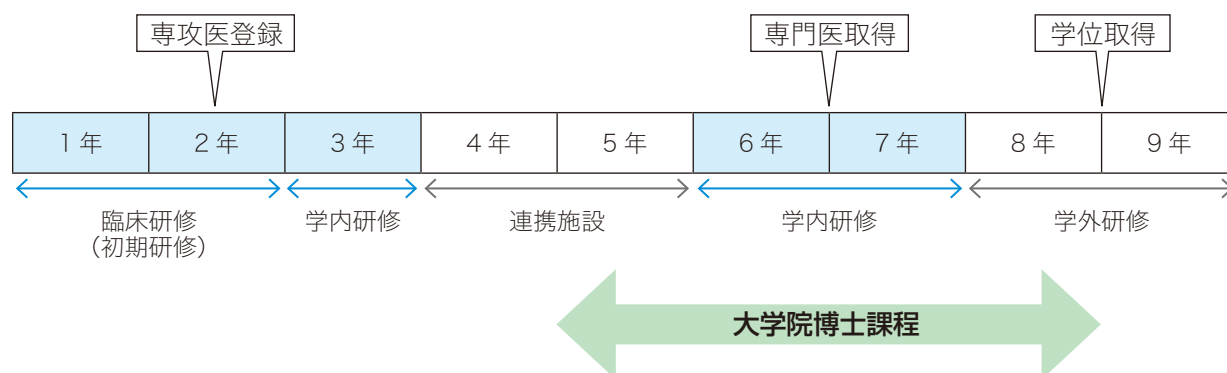 専攻医登録
専門医取得
学位取得
1年
2年
3年
4年
5年
6年
7年
8年
9年
臨床研修
(初期研修)
学内研修
連携施設
学内研修
学外研修
大学院博士課程